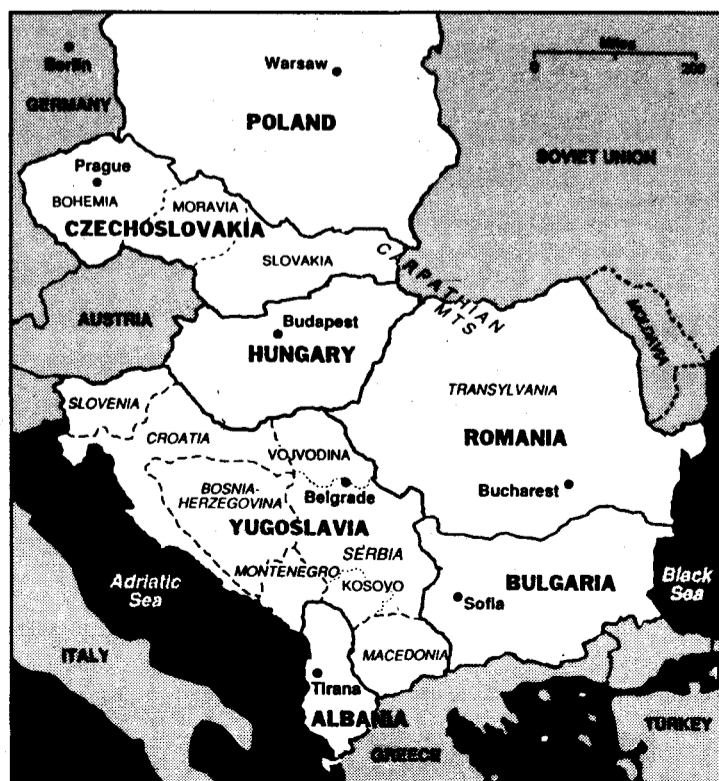 Miles
0
200
Berlin
GERMANY
Warsaw
POLAND
SOVIET UNION
Prague
BOHEMIA
MORAVIA
CZECHOSLOVAKIA
SLOVAKIA
CARPATHIAN
MTS
AUSTRIA
Budapest
HUNGARY
MOLDAVIA
SLOVENIA
CROATIA
TRANSYLVANIA
ROMANIA
VOJVODINA
BOSNIA-
HERZEGOVINA
Belgrade
Bucharest
YUGOSLAVIA
SERBIA
MONTENEGRO
KOSOVO
Adriatic
Sea
BULGARIA
Sofia
Black
Sea
ITALY
MACEDONIA
Tirana
ALBANIA
GREECE
TURKEY